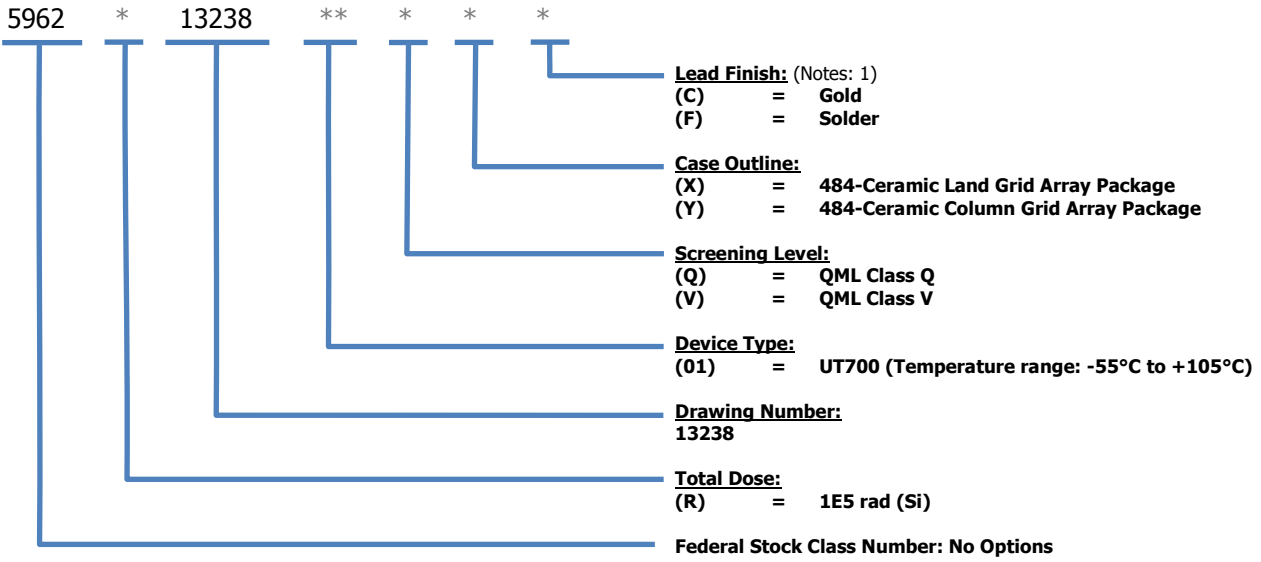 5962 * 13238 ** * * *
Lead Finish: (Notes: 1)
(C) = Gold
(F) = Solder
Case Outline:
(X) = 484-Ceramic Land Grid Array Package
(Y) = 484-Ceramic Column Grid Array Package
Screening Level:
(Q) = QML Class Q
(V) = QML Class V
Device Type:
(01) = UT700 (Temperature range: -55°C to +105°C)
Drawing Number:
13238
Total Dose:
(R) = 1E5 rad (Si)
Federal Stock Class Number: No Options